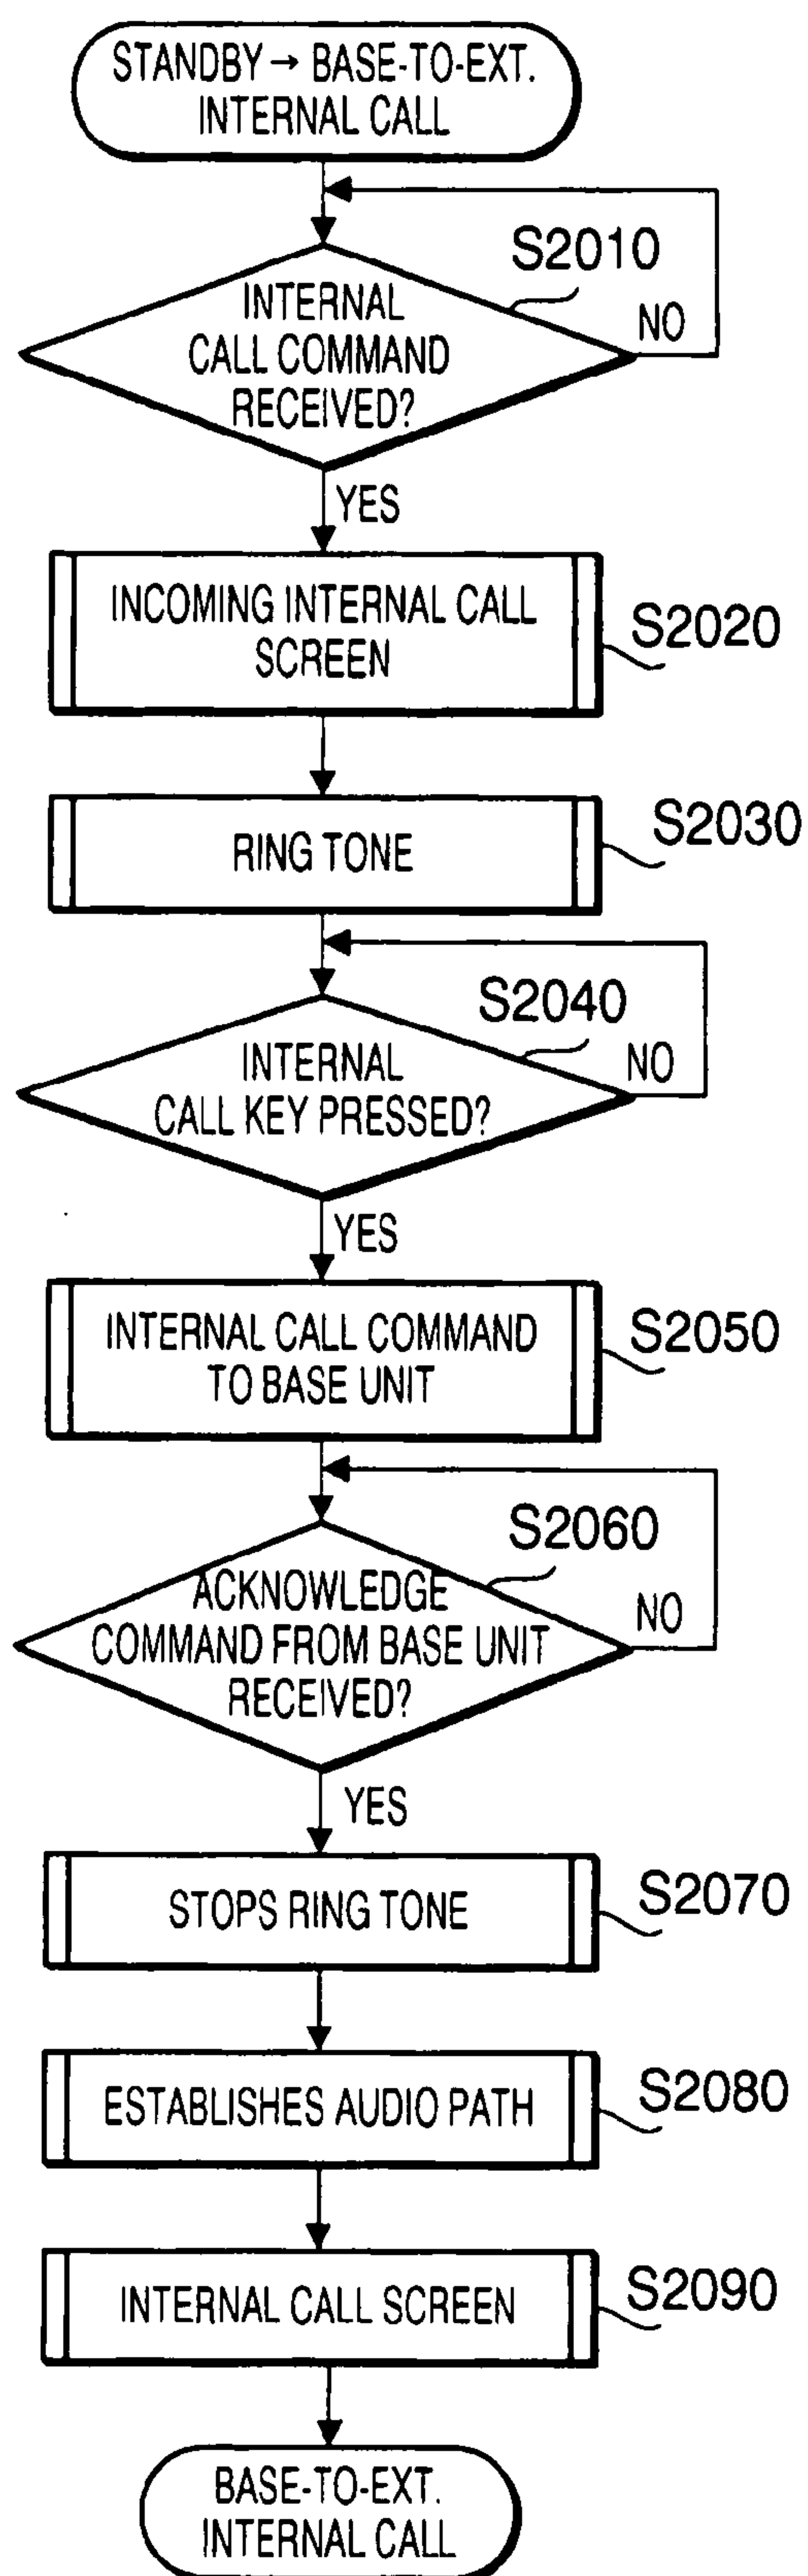 STANDBY → BASE-TO-EXT.
INTERNAL CALL
S2010
INTERNAL
CALL COMMAND
RECEIVED?
NO
YES
INCOMING INTERNAL CALL
SCREEN
S2020
RING TONE
S2030
S2040
INTERNAL
CALL KEY PRESSED?
NO
YES
INTERNAL CALL COMMAND
TO BASE UNIT
S2050
S2060
ACKNOWLEDGE
COMMAND FROM BASE UNIT
RECEIVED?
NO
YES
STOPS RING TONE
S2070
ESTABLISHES AUDIO PATH
S2080
INTERNAL CALL SCREEN
S2090
BASE-TO-EXT.
INTERNAL CALL